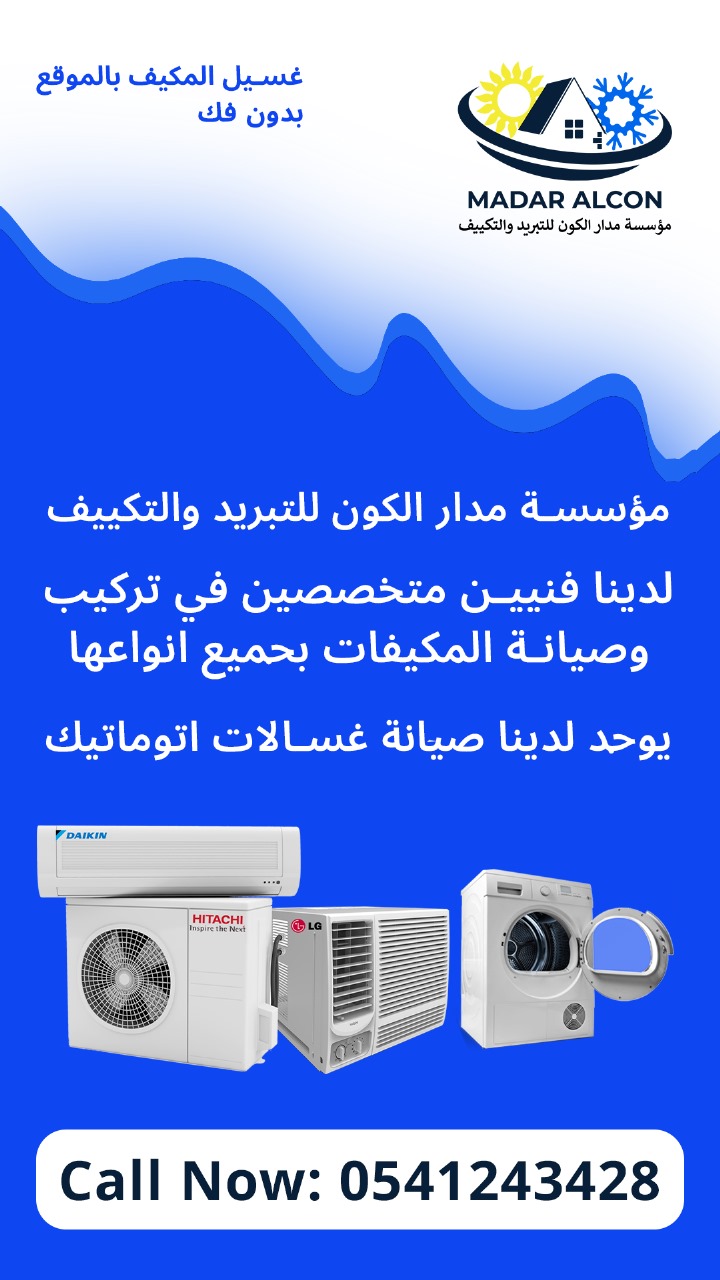 غسيل المكيف بالموقع
بدون فك
MADAR ALCON
مؤسسة مدار الكون للتبريد والتكييف
مؤسسة مدار الكون للتبريد والتكييف
لدينا فنيين متخصصين في تركيب
وصيانة المكيفات بحميع انواعها
يوحد لدينا صيانة غسالات اتوماتيك
DAIKIN
HITACHI
Inspire the Next
LG
Call Now: 0541243428